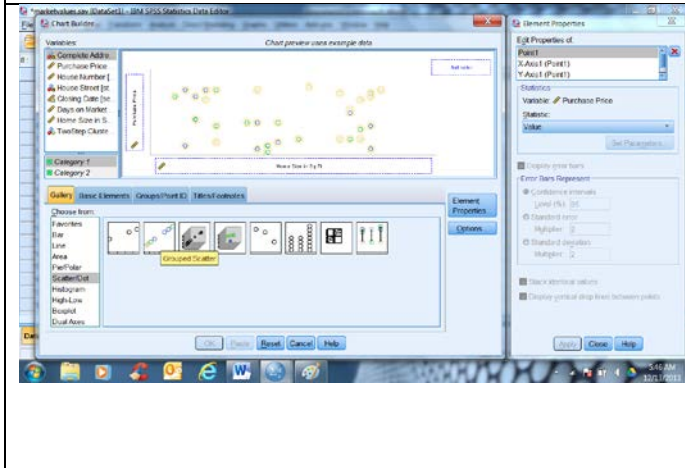 *marketvalues.sav [DataSet1] - IBM SPSS Statistics Data Editor
Chart Builder
Variables:
Chart preview uses example data
Complete Addre...
Purchase Price
House Number [...
House Street [st...
Closing Date [se...
Days on Market
Home Size in S...
TwoStep Cluste...
Category 1
Category 2
Purchase Price
Home Size in Sq Ft
Set color
Gallery
Basic Elements
Groups/Point ID
Titles/Footnotes
Choose from:
Favorites
Bar
Line
Area
Pie/Polar
Scatter/Dot
Histogram
High-Low
Boxplot
Dual Axes
Grouped Scatter
Element
Properties
Options
OK
Paste
Reset
Cancel
Help
Element Properties
Edit Properties of:
Point1
X-Axis1 (Point1)
Y-Axis1 (Point1)
Statistics
Variable: Purchase Price
Statistic:
Value
Set Parameters...
Display error bars
Error Bars Represent
Confidence intervals
Level (%): 95
Standard error
Multiplier: 2
Standard deviation
Multiplier: 2
Stack identical values
Display vertical drop lines between points
Apply
Close
Help
5:46 AM
12/13/2013